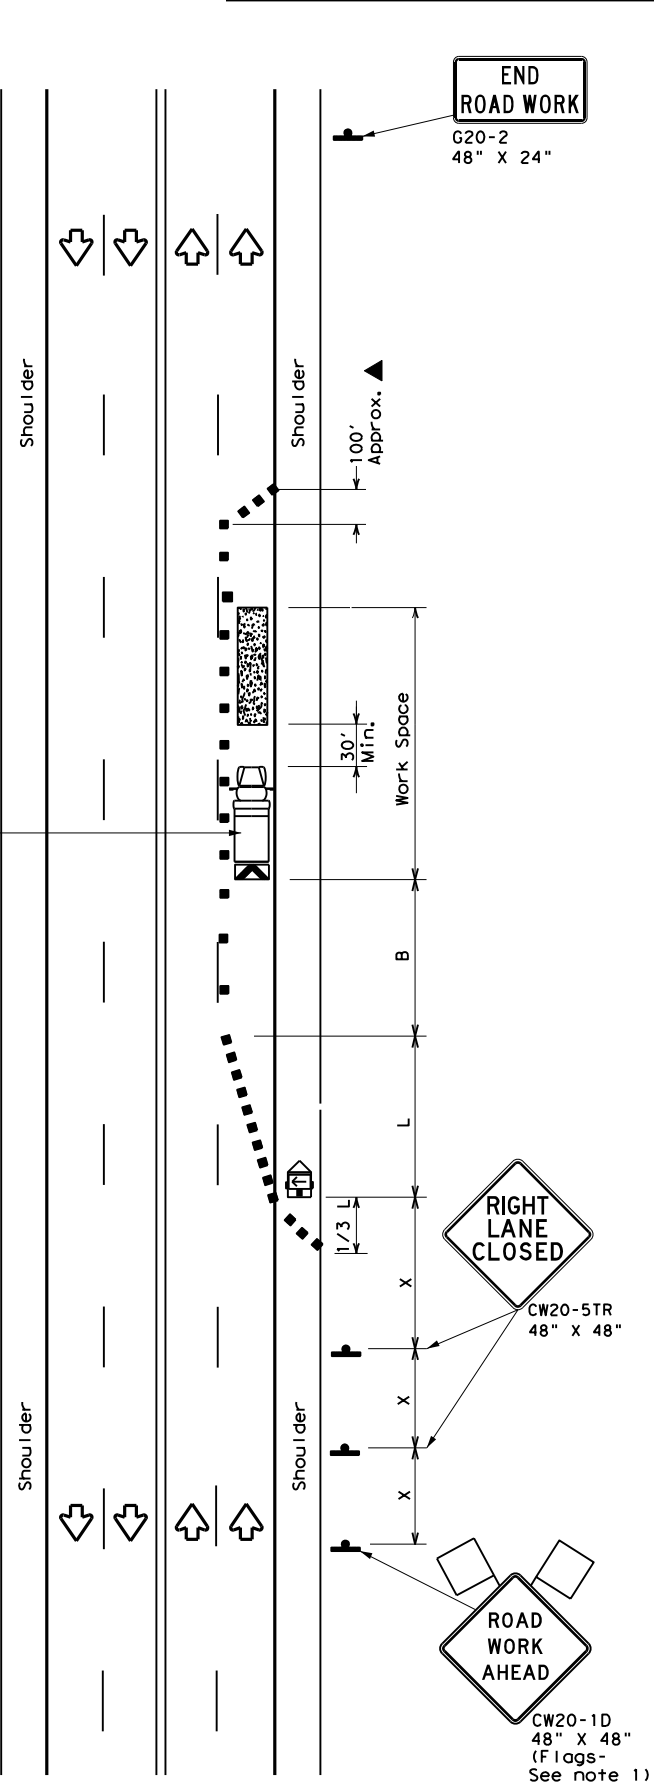 END
ROAD WORK
G20-2
48" X 24"
Shoulder
Shoulder
100'
Approx.
30'
Min.
Work Space
B
L
1/3 L
X
RIGHT
LANE
CLOSED
CW20-5TR
48" X 48"
X
Shoulder
Shoulder
X
ROAD
WORK
AHEAD
CW20-1D
48" X 48"
(Flags-
See note 1)